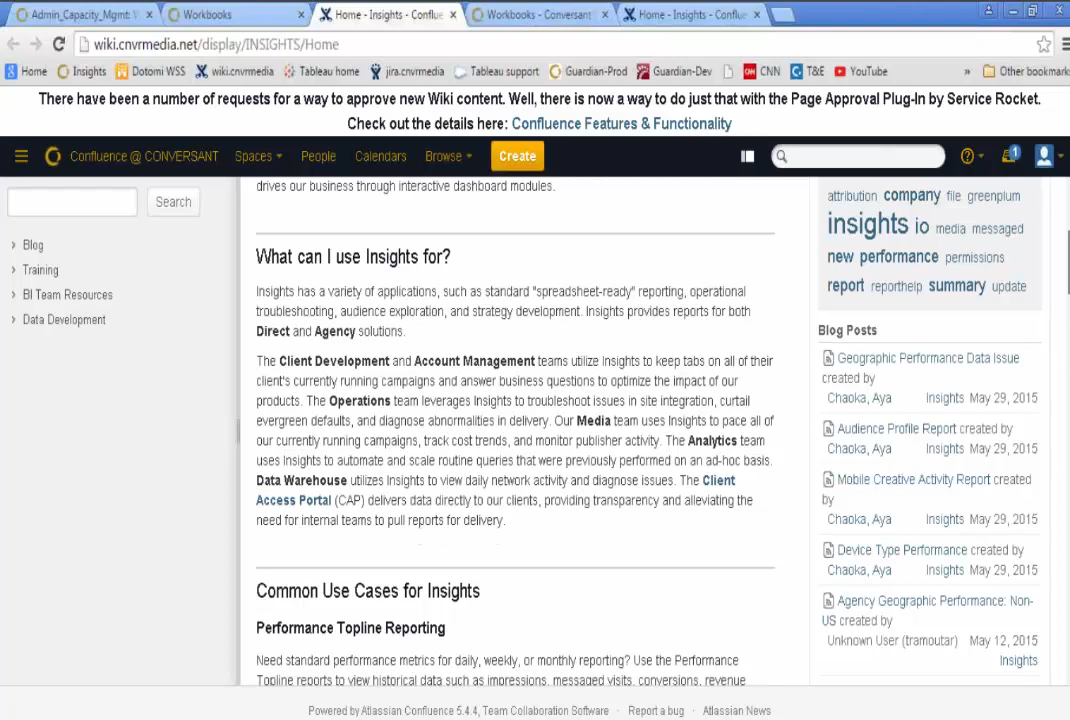 Admin_Capacity_Mgmt:
Workbooks
Home - Insights - Conflue
Workbooks - Conversant
Home - Insights - Conflue
wiki.cnvrmedia.net/display/INSIGHTS/Home
Home Insights Dotomi WSS wiki.cnvrmedia Tableau home jira.cnvrmedia Tableau support Guardian-Prod Guardian-Dev CNN T&E YouTube » Other bookmark
There have been a number of requests for a way to approve new Wiki content. Well, there is now a way to do just that with the Page Approval Plug-In by Service Rocket.
Check out the details here: Confluence Features & Functionality
Confluence @ CONVERSANT Spaces People Calendars Browse Create 1
Search
Blog
Training
BI Team Resources
Data Development
drives our business through interactive dashboard modules.
What can I use Insights for?
Insights has a variety of applications, such as standard "spreadsheet-ready" reporting, operational
troubleshooting, audience exploration, and strategy development. Insights provides reports for both
Direct and Agency solutions.
The Client Development and Account Management teams utilize Insights to keep tabs on all of their
client's currently running campaigns and answer business questions to optimize the impact of our
products. The Operations team leverages Insights to troubleshoot issues in site integration, curtail
evergreen defaults, and diagnose abnormalities in delivery. Our Media team uses Insights to pace all of
our currently running campaigns, track cost trends, and monitor publisher activity. The Analytics team
uses Insights to automate and scale routine queries that were previously performed on an ad-hoc basis.
Data Warehouse utilizes Insights to view daily network activity and diagnose issues. The Client
Access Portal (CAP) delivers data directly to our clients, providing transparency and alleviating the
need for internal teams to pull reports for delivery.
Common Use Cases for Insights
Performance Topline Reporting
Need standard performance metrics for daily, weekly, or monthly reporting? Use the Performance
Topline reports to view historical data such as impressions, messaged visits, conversions, revenue
attribution company file greenplum
insights io media messaged
new performance permissions
report reporthelp summary update
Blog Posts
Geographic Performance Data Issue
created by
Chaoka, Aya Insights May 29, 2015
Audience Profile Report created by
Chaoka, Aya Insights May 29, 2015
Mobile Creative Activity Report created
by
Chaoka, Aya Insights May 29, 2015
Device Type Performance created by
Chaoka, Aya Insights May 29, 2015
Agency Geographic Performance: Non-
US created by
Unknown User (tramoutar) May 12, 2015
Insights
Powered by Atlassian Confluence 5.4.4, Team Collaboration Software · Report a bug · Atlassian News